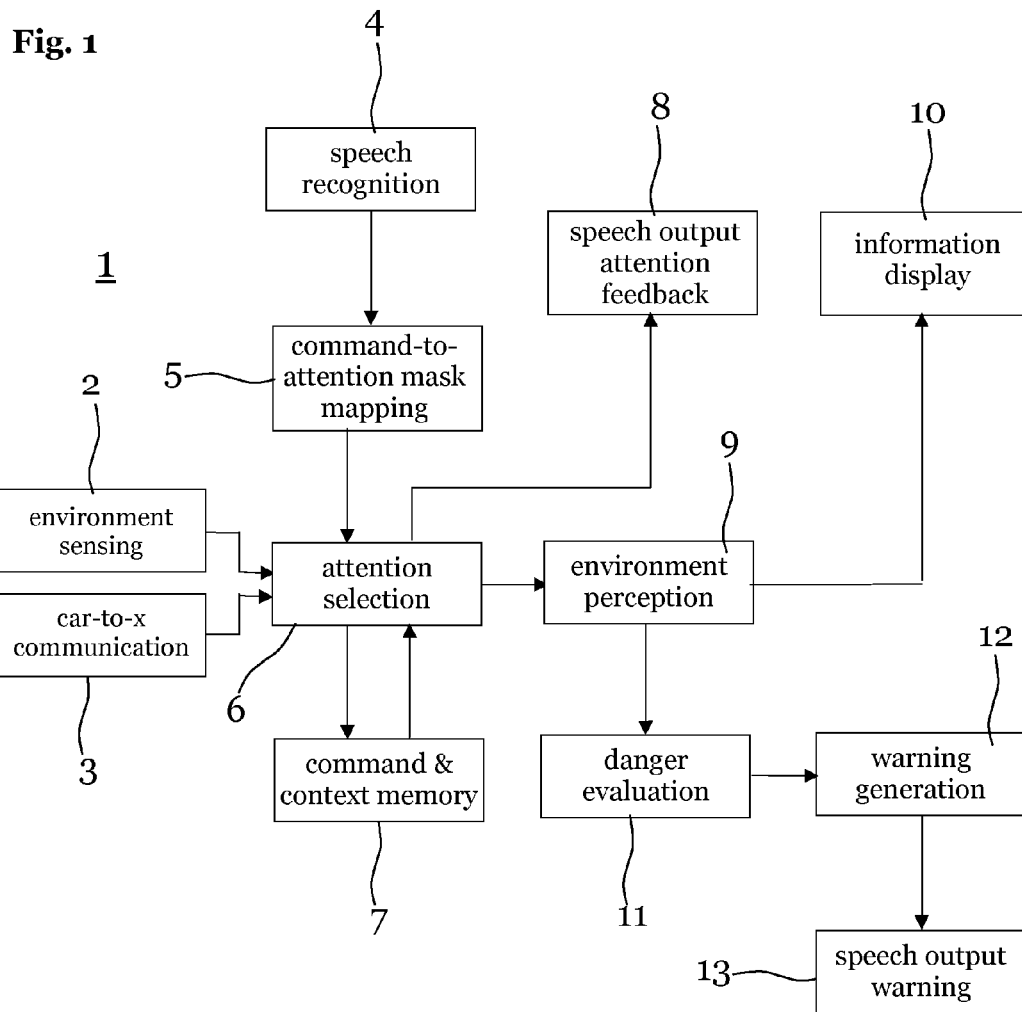 Fig. 1
4
speech
recognition
8
speech output
attention
feedback
10
information
display
1
5
command-to-
attention mask
mapping
2
environment
sensing
car-to-x
communication
3
attention
selection
6
9
environment
perception
command &
context memory
7
danger
evaluation
11
12
warning
generation
13
speech output
warning